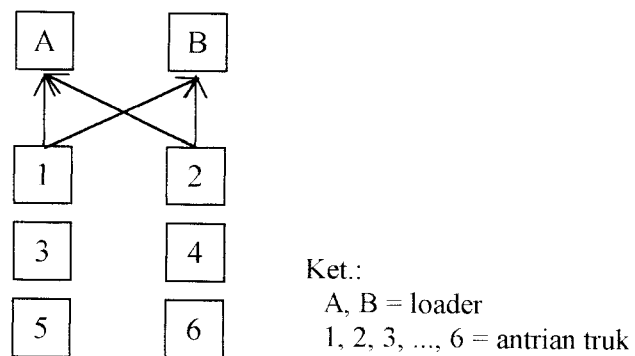 A B
1 2
3 4
5 6
Ket.:
A, B = loader
1, 2, 3, ..., 6 = antrian truk